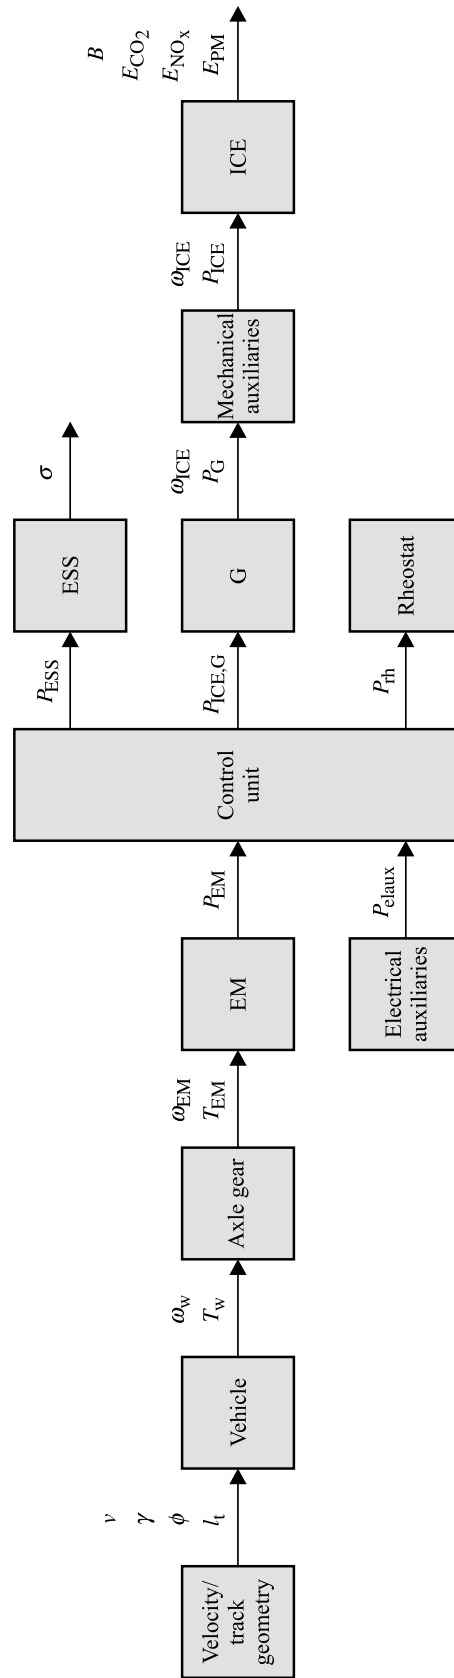 Velocity/
track
geometry
v
γ
ϕ
l_t
Vehicle
ω_w
T_w
Axle gear
ω_EM
T_EM
EM
P_EM
Electrical
auxiliaries
P_elaux
Control
unit
P_ESS
ESS
σ
P_ICE,G
G
ω_ICE
P_G
P_rh
Rheostat
Mechanical
auxiliaries
ω_ICE
P_ICE
ICE
B
E_CO₂
E_NOx
E_PM